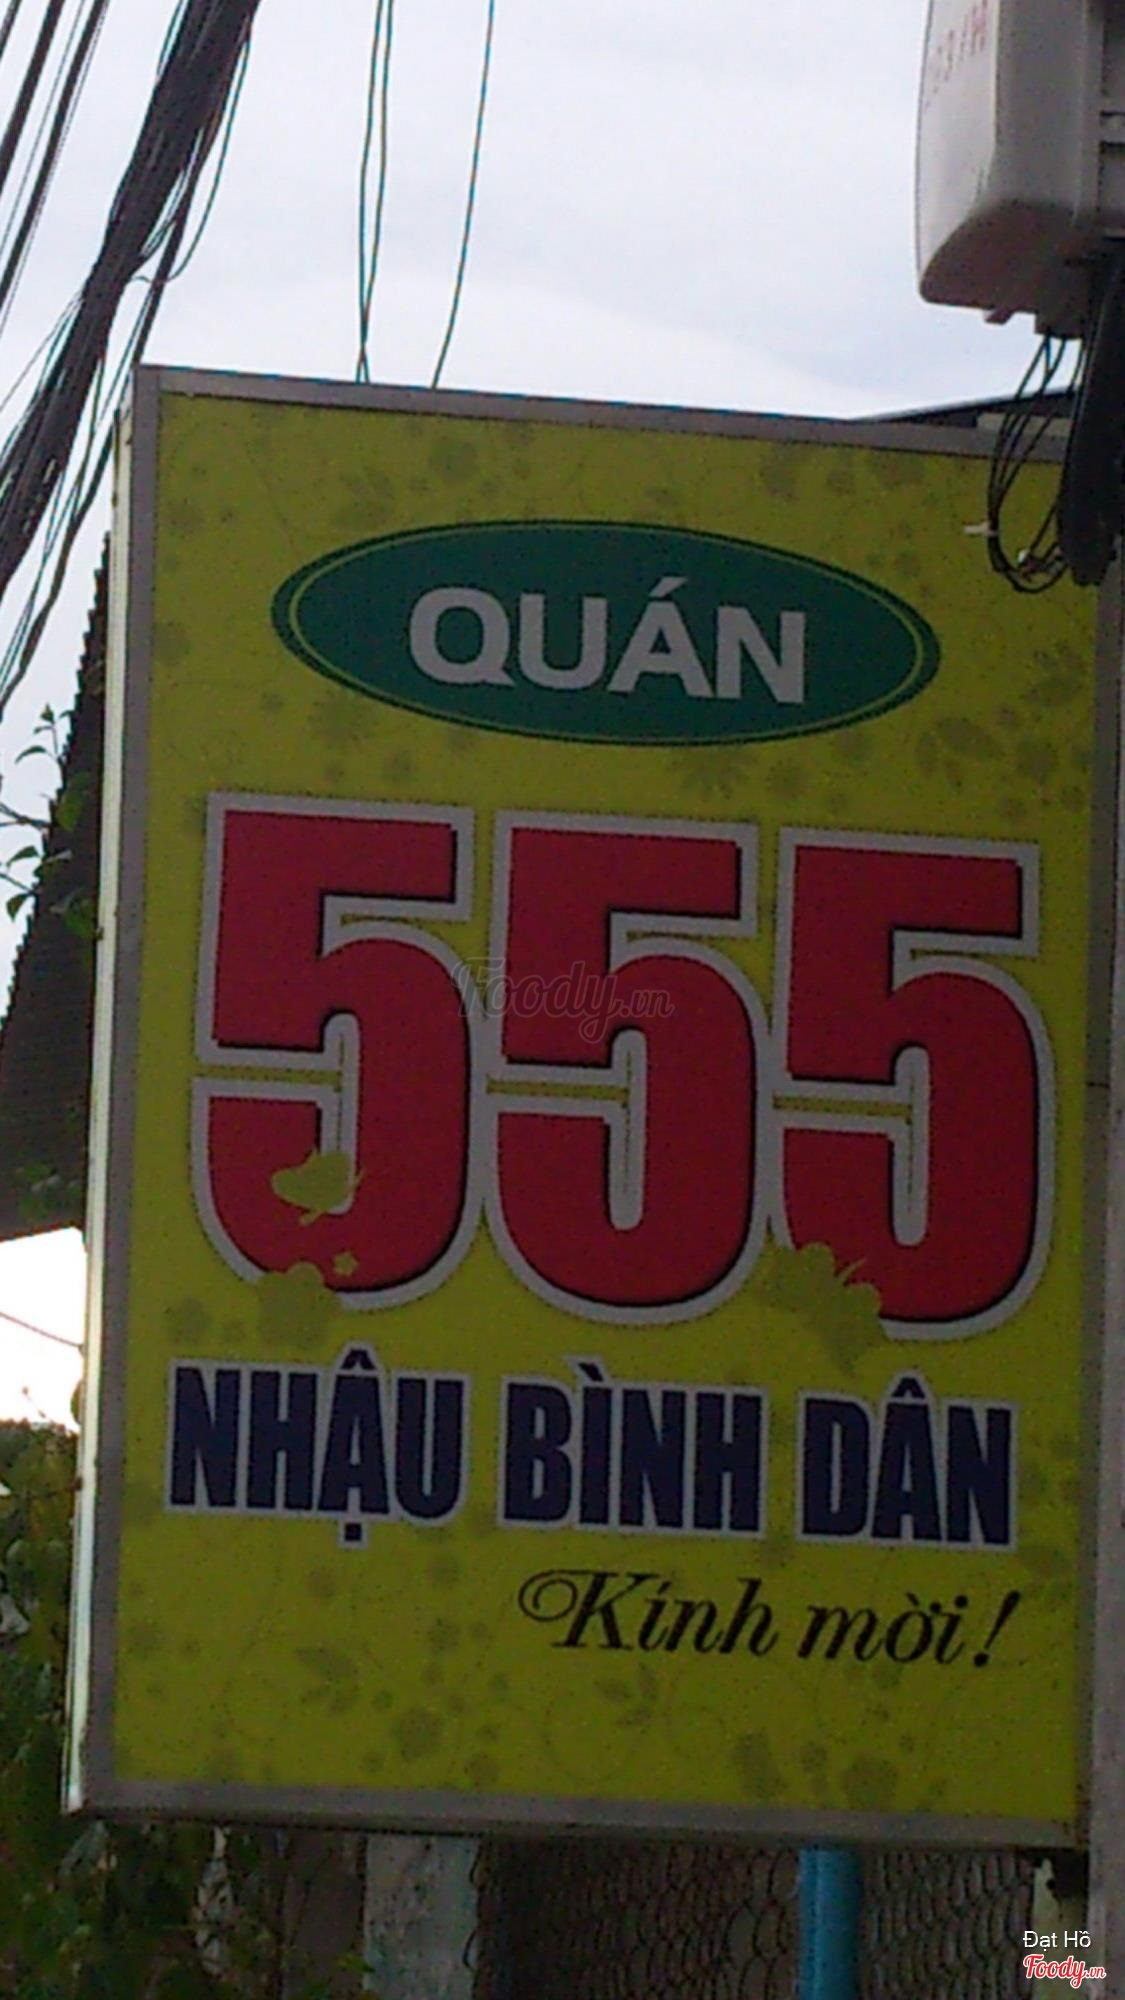 QUÁN
555
Foody.vn
NHẬU BÌNH DÂN
Kính mời!
Đạt Hồ
Foody.vn